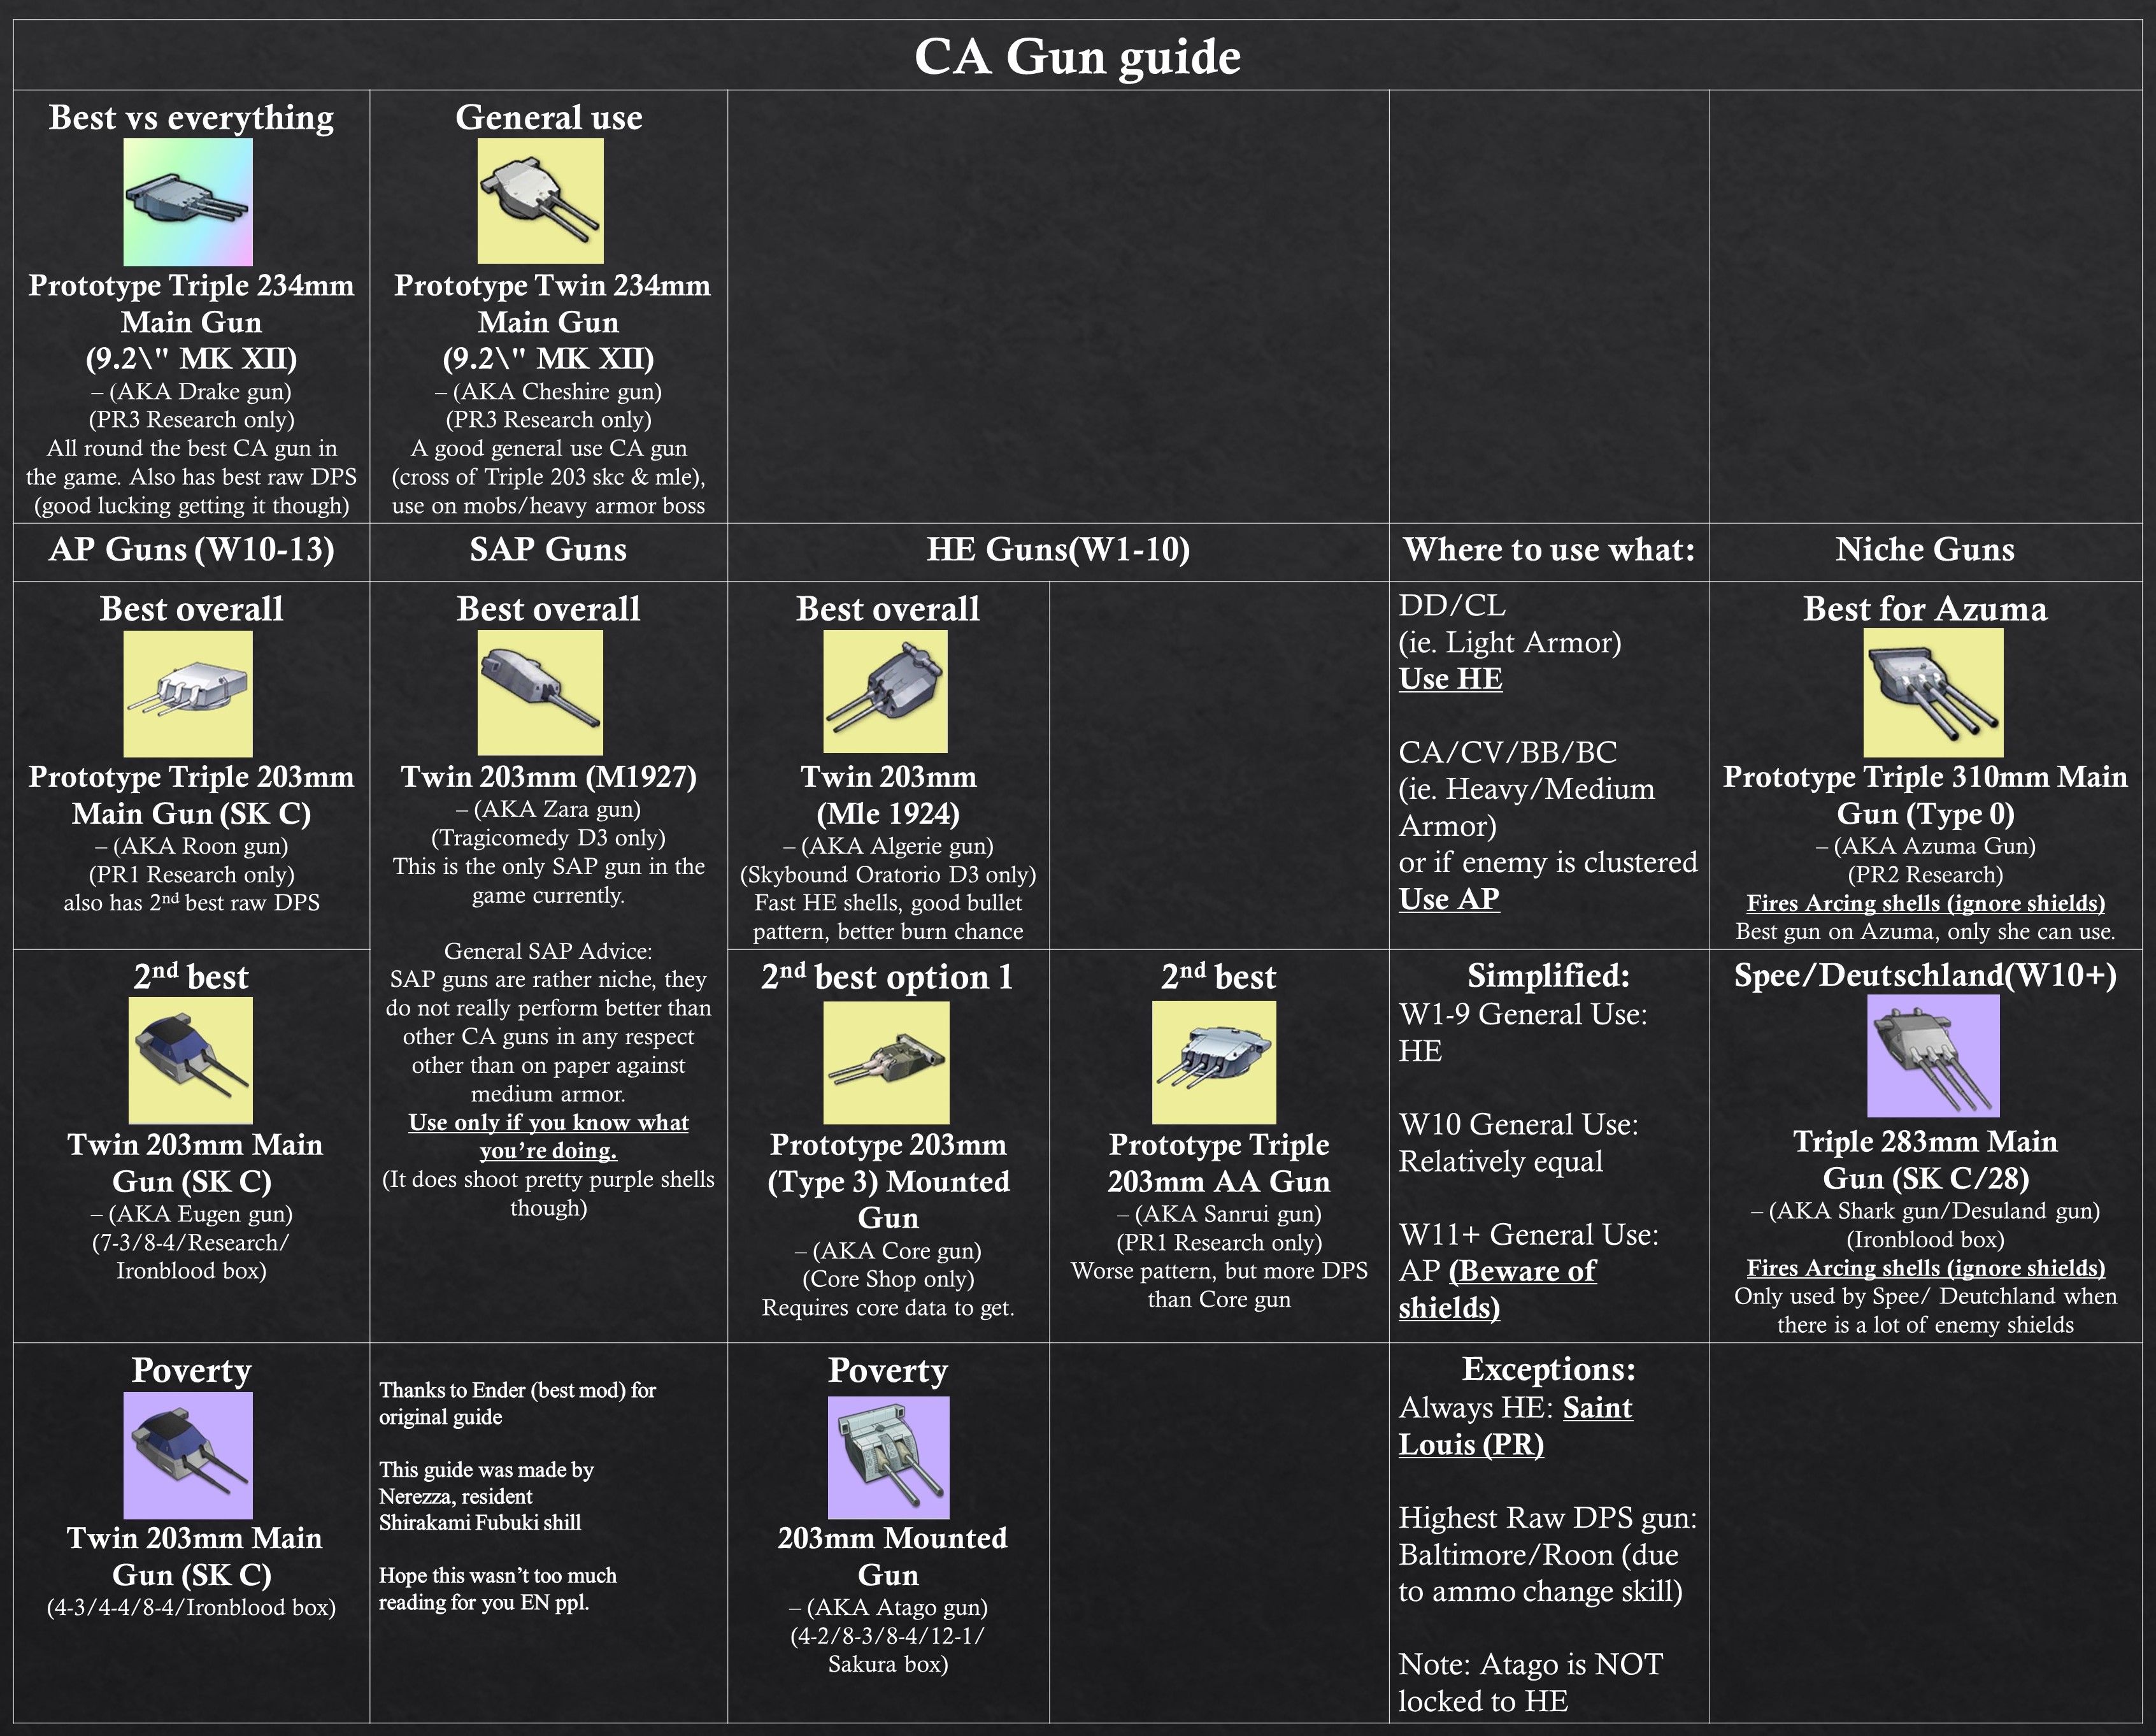 CA Gun guide
Best vs everything
Prototype Triple 234mm
Main Gun
(9.2\" MK XII)
– (AKA Drake gun)
(PR3 Research only)
All round the best CA gun in
the game. Also has best raw DPS
(good lucking getting it though)
General use
Prototype Twin 234mm
Main Gun
(9.2\" MK XII)
– (AKA Cheshire gun)
(PR3 Research only)
A good general use CA gun
(cross of Triple 203 skc & mle),
use on mobs/heavy armor boss
AP Guns (W10-13)
SAP Guns
HE Guns(W1-10)
Where to use what:
Niche Guns
Best overall
Prototype Triple 203mm
Main Gun (SK C)
– (AKA Roon gun)
(PR1 Research only)
also has 2nd best raw DPS
Best overall
Twin 203mm (M1927)
– (AKA Zara gun)
(Tragicomedy D3 only)
This is the only SAP gun in the
game currently.
General SAP Advice:
SAP guns are rather niche, they
do not really perform better than
other CA guns in any respect
other than on paper against
medium armor.
Use only if you know what
you’re doing.
(It does shoot pretty purple shells
though)
Best overall
Twin 203mm
(Mle 1924)
– (AKA Algerie gun)
(Skybound Oratorio D3 only)
Fast HE shells, good bullet
pattern, better burn chance
DD/CL
(ie. Light Armor)
Use HE
CA/CV/BB/BC
(ie. Heavy/Medium
Armor)
or if enemy is clustered
Use AP
Best for Azuma
Prototype Triple 310mm Main
Gun (Type 0)
– (AKA Azuma Gun)
(PR2 Research)
Fires Arcing shells (ignore shields)
Best gun on Azuma, only she can use.
2nd best
Twin 203mm Main
Gun (SK C)
– (AKA Eugen gun)
(7-3/8-4/Research/
Ironblood box)
2nd best option 1
Prototype 203mm
(Type 3) Mounted
Gun
– (AKA Core gun)
(Core Shop only)
Requires core data to get.
2nd best
Prototype Triple
203mm AA Gun
– (AKA Sanrui gun)
(PR1 Research only)
Worse pattern, but more DPS
than Core gun
Simplified:
W1-9 General Use:
HE
W10 General Use:
Relatively equal
W11+ General Use:
AP (Beware of
shields)
Spee/Deutschland(W10+)
Triple 283mm Main
Gun (SK C/28)
– (AKA Shark gun/Desuland gun)
(Ironblood box)
Fires Arcing shells (ignore shields)
Only used by Spee/ Deutchland when
there is a lot of enemy shields
Poverty
Twin 203mm Main
Gun (SK C)
(4-3/4-4/8-4/Ironblood box)
Thanks to Ender (best mod) for
original guide
This guide was made by
Nerezza, resident
Shirakami Fubuki shill
Hope this wasn’t too much
reading for you EN ppl.
Poverty
203mm Mounted
Gun
– (AKA Atago gun)
(4-2/8-3/8-4/12-1/
Sakura box)
Exceptions:
Always HE: Saint
Louis (PR)
Highest Raw DPS gun:
Baltimore/Roon (due
to ammo change skill)
Note: Atago is NOT
locked to HE